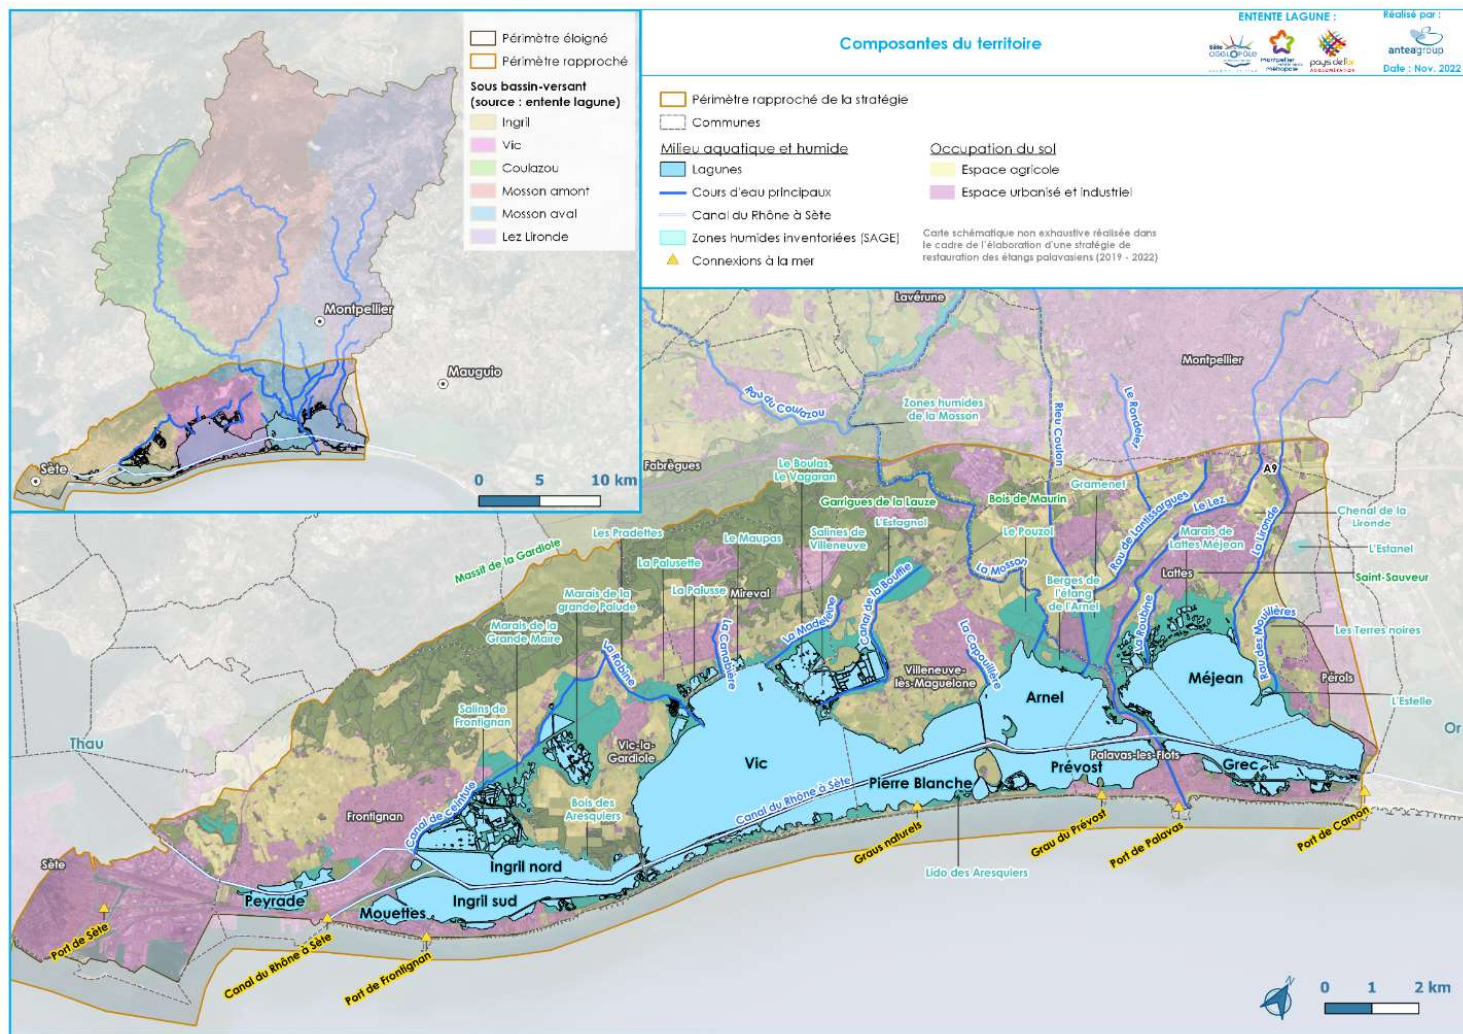 Périmètre éloigné
Périmètre rapproché
Sous bassin-versant
(source : entente lagune)
Ingril
Vic
Coulazou
Mosson amont
Mosson aval
Lez Lironde
Montpellier
Mauguio
Sète
0 5 10 km
Composantes du territoire
ENTENTE LAGUNE :
Réalisé par :
anteagroup
Date : Nov. 2022
Périmètre rapproché de la stratégie
Communes
Milieu aquatique et humide
Lagunes
Cours d'eau principaux
Canal du Rhône à Sète
Zones humides inventoriées (SAGE)
Connexions à la mer
Occupation du sol
Espace agricole
Espace urbanisé et industriel
Carte schématique non exhaustive réalisée dans
le cadre de l'élaboration d'une stratégie de
restauration des étangs palavasiens (2019 - 2022)
Lavérune
Montpellier
Rau du Coulazou
Zones humides
de la Mosson
Rieu Coulon
Le Rondelet
Fabrègues
Le Boulas,
Le Vagaran
Garrigues de la Lauze
Bois de Maurin
Gramenet
A9
Rau de Lantissargues
Le Lez
La Lironde
Chenal de la
Lironde
L'Estanel
Saint-Sauveur
Massif de la Gardiole
Les Pradettes
Le Maupas
Salines de
Villeneuve
L'Estagnol
Le Pouzol
Marais de
Lattes Méjean
Lattes
La Palusette
La Palusse
Mireval
La Mosson
Berges de
l'étang
de l'Arnel
Marais de la
grande Palude
Marais de la
Grande Maire
La Robine
La Canabière
La Madeleine
Canal de la Bouffie
Villeneuve-
lès-Maguelone
La Capouillère
La Roubine
Rau des Mourières
Les Terres noires
Pérols
L'Estelle
Salins de
Frontignan
Vic-la-
Gardiole
Thau
Vic
Arnel
Méjean
Or
Palavas-les-Flots
Prévost
Grec
Pierre Blanche
Canal du Rhône à Sète
Canal de Ceinture
Frontignan
Bois des
Aresquiers
Sète
Ingril nord
Ingril sud
Peyrade
Mouettes
Lido des Aresquiers
Port de Sète
Canal du Rhône à Sète
Port de Frontignan
Graus naturels
Grau du Prévost
Port de Palavas
Port de Carnon
N
0 1 2 km